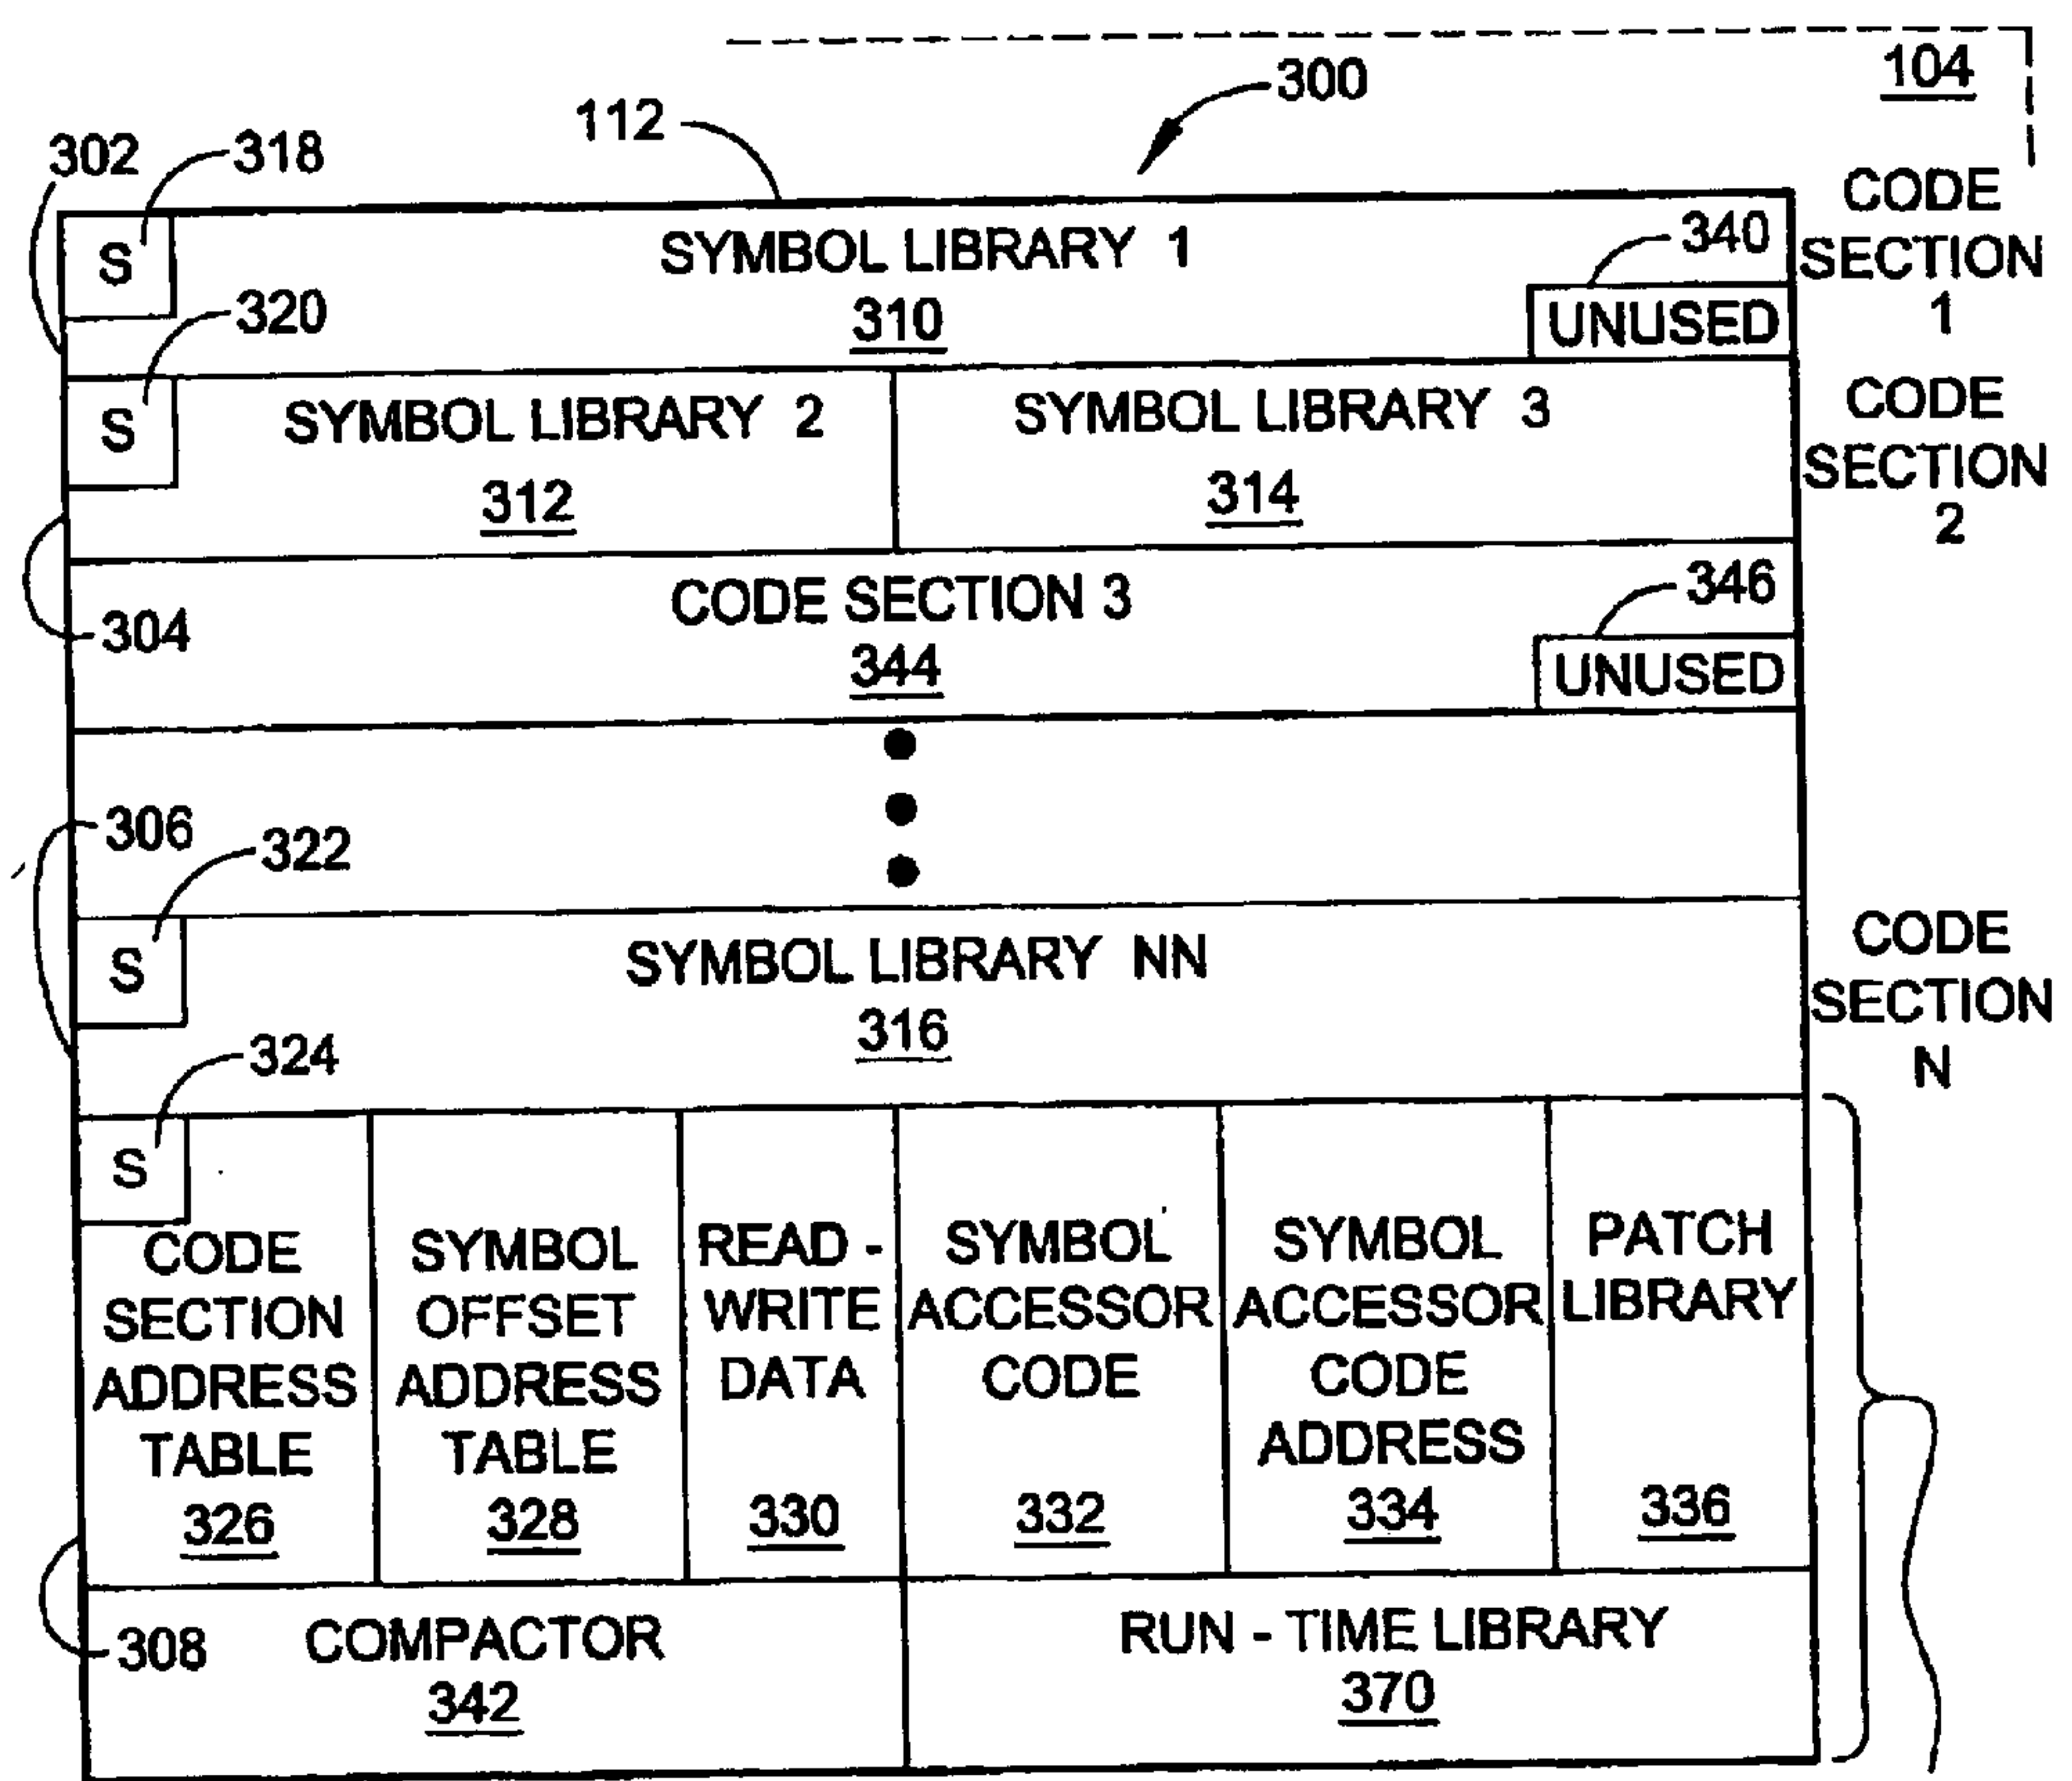 104
300
112
302
318
CODE
SECTION
1
S
SYMBOL LIBRARY 1
340
310
UNUSED
320
S
SYMBOL LIBRARY 2
SYMBOL LIBRARY 3
CODE
SECTION
2
312
314
CODE SECTION 3
346
304
344
UNUSED
306
322
S
SYMBOL LIBRARY NN
CODE
SECTION
N
316
324
S
CODE
SECTION
ADDRESS
TABLE
326
SYMBOL
OFFSET
ADDRESS
TABLE
328
READ -
WRITE
DATA
330
SYMBOL
ACCESSOR
CODE
332
SYMBOL
ACCESSOR
CODE
ADDRESS
334
PATCH
LIBRARY
336
308
COMPACTOR
342
RUN - TIME LIBRARY
370